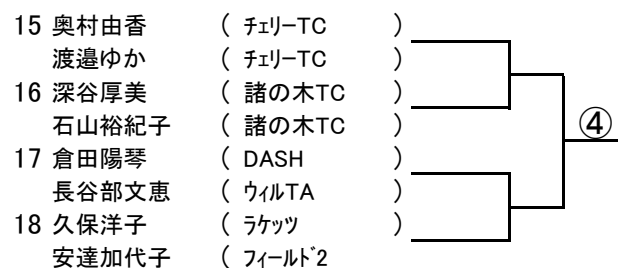 15 奥村由香 ( ﾁｪﾘｰTC )
渡邉ゆか ( ﾁｪﾘｰTC )
16 深谷厚美 ( 諸の木TC )
石山裕紀子 ( 諸の木TC )
④
17 倉田陽琴 ( DASH )
長谷部文恵 ( ｳｨﾙTA )
18 久保洋子 ( ﾗｹｯﾂ )
安達加代子 ( ﾌｨｰﾙﾄﾞ2